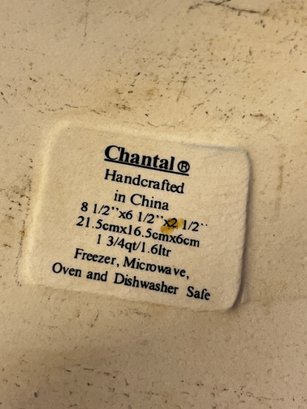 Chantal®
Handcrafted
in China
8 1/2''x6 1/2''x2 1/2''
21.5cmx16.5cmx6cm
1 3/4qt/1.6ltr
Freezer, Microwave,
Oven and Dishwasher Safe